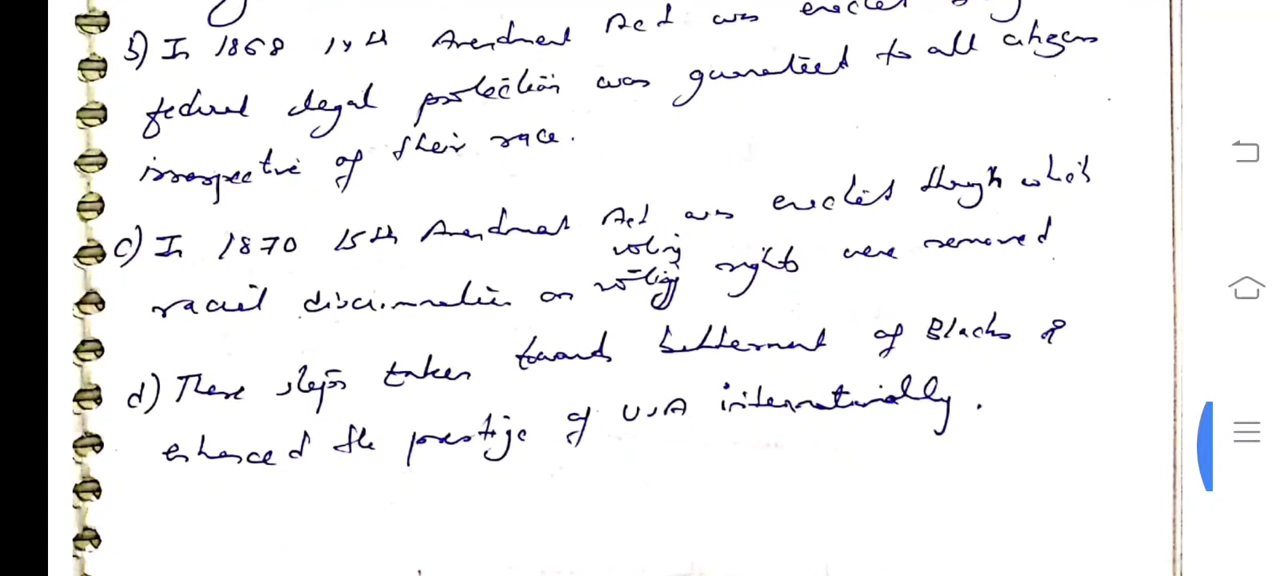 b) In 1868 14th Amendment Act was enacted
federal legal protection was guaranteed to all citizens
irrespective of their race.
c) In 1870 15th Amendment Act was enacted through which
voting
racial discrimination on voting rights were removed
d) These steps taken towards betterment of Blacks &
enhanced the prestige of USA internationally.